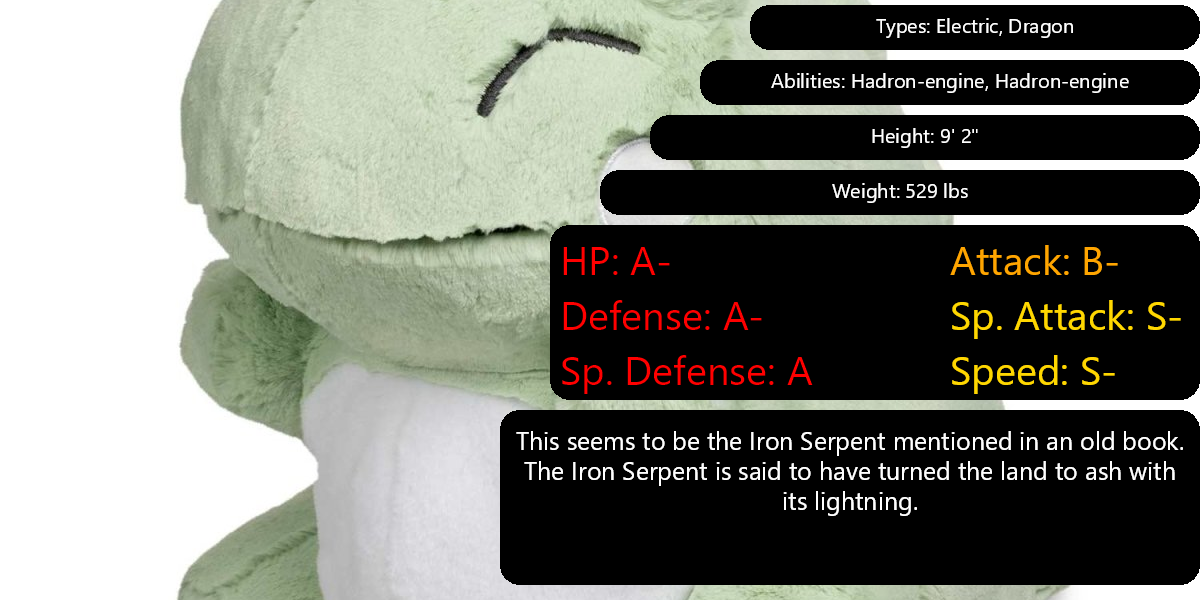 Types: Electric, Dragon
Abilities: Hadron-engine, Hadron-engine
Height: 9' 2"
Weight: 529 lbs
HP: A-
Attack: B-
Defense: A-
Sp. Attack: S-
Sp. Defense: A
Speed: S-
This seems to be the Iron Serpent mentioned in an old book.
The Iron Serpent is said to have turned the land to ash with
its lightning.